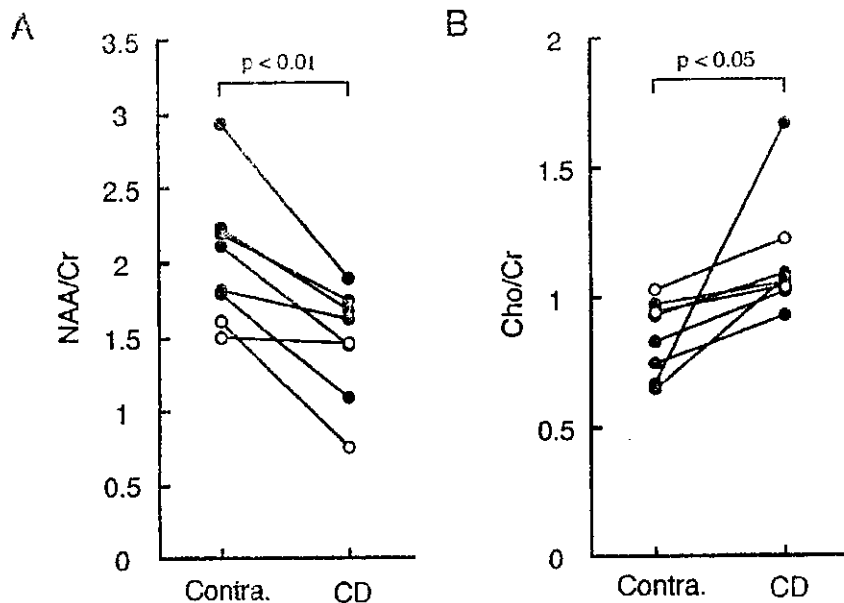 A
3.5
p < 0.01
3
2.5
2
1.5
1
0.5
0
NAA/Cr
Contra.
CD
B
2
p < 0.05
1.5
1
0.5
0
Cho/Cr
Contra.
CD